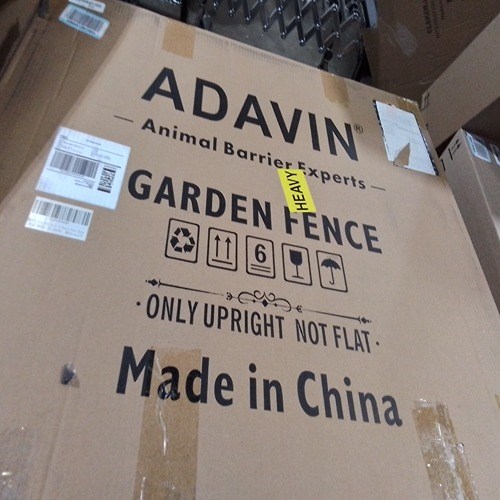 ADAVIN®
— Animal Barrier Experts —
HEAVY
GARDEN FENCE
6
· ONLY UPRIGHT NOT FLAT ·
Made in China